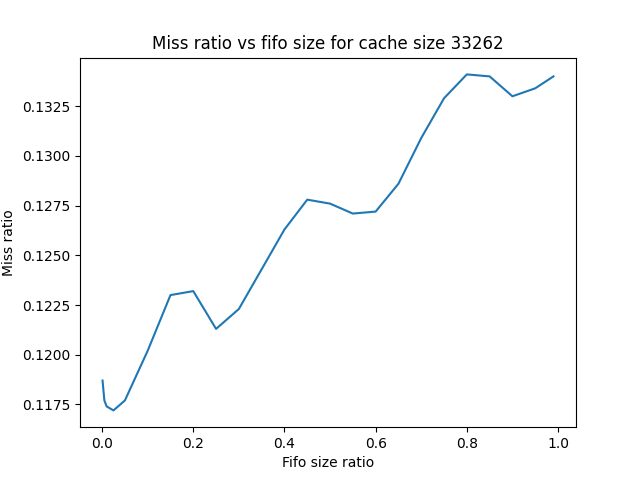 Miss ratio vs fifo size for cache size 33262
Miss ratio
0.1325
0.1300
0.1275
0.1250
0.1225
0.1200
0.1175
0.0 0.2 0.4 0.6 0.8 1.0
Fifo size ratio